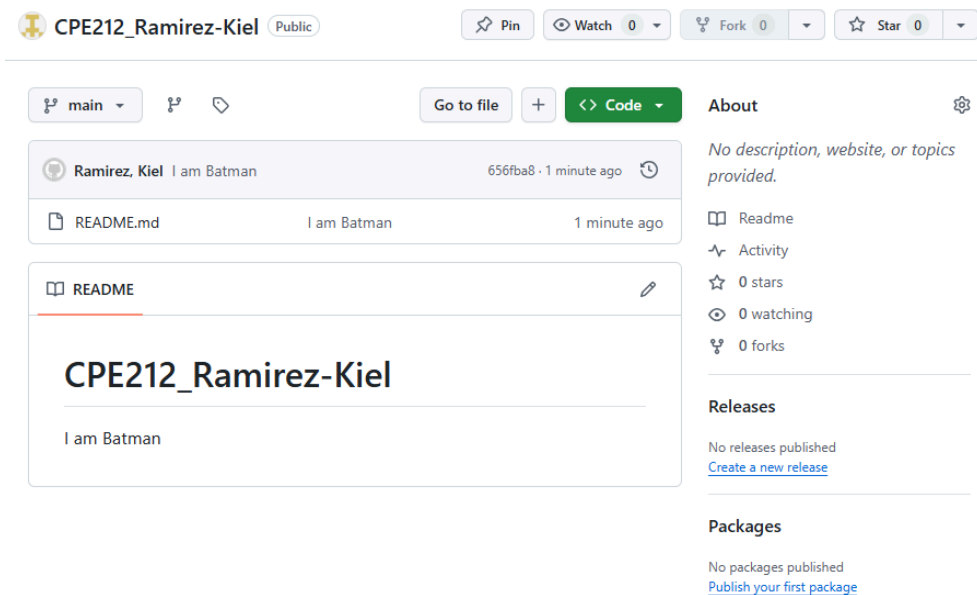 CPE212_Ramirez-Kiel Public Pin Watch 0 Fork 0 Star 0
main Go to file + <> Code
Ramirez, Kiel I am Batman 656fba8 · 1 minute ago
README.md I am Batman 1 minute ago
README
CPE212_Ramirez-Kiel
I am Batman
About
No description, website, or topics
provided.
Readme
Activity
0 stars
0 watching
0 forks
Releases
No releases published
Create a new release
Packages
No packages published
Publish your first package